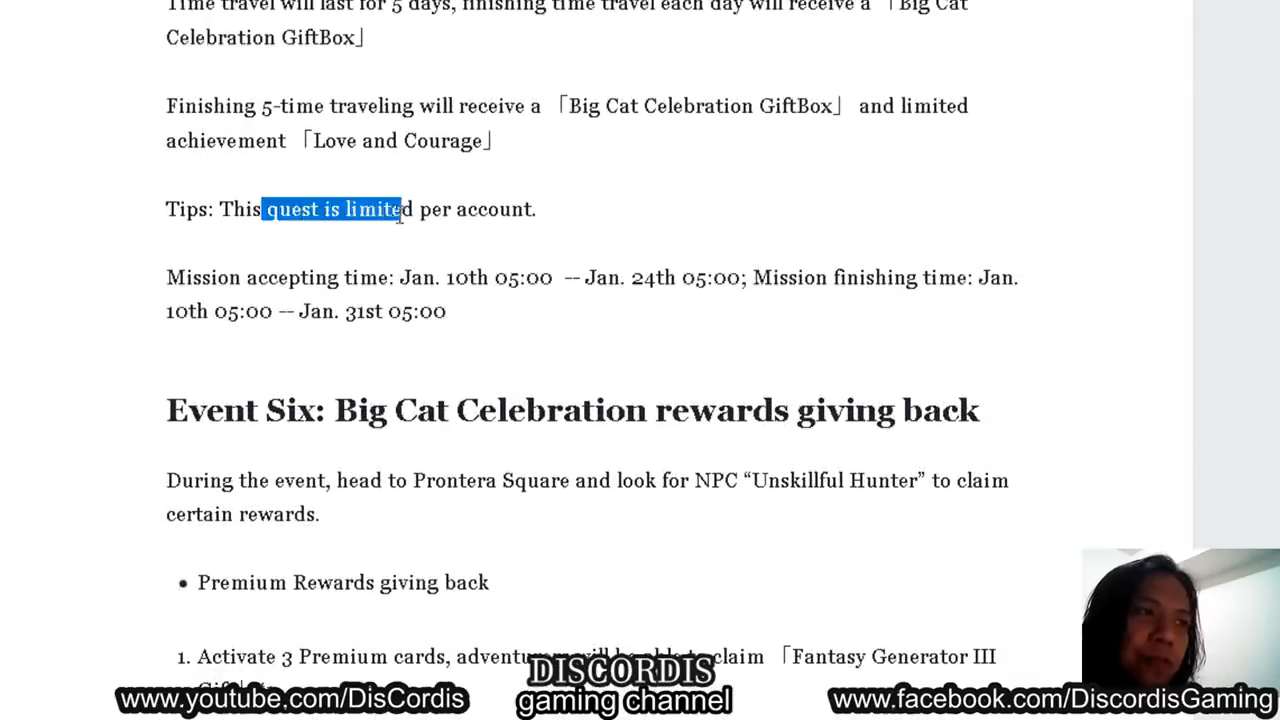 Time travel will last for 5 days, finishing time travel each day will receive a 「Big Cat
Celebration GiftBox」
Finishing 5-time traveling will receive a 「Big Cat Celebration GiftBox」 and limited
achievement 「Love and Courage」
Tips: This quest is limited per account.
Mission accepting time: Jan. 10th 05:00 -- Jan. 24th 05:00; Mission finishing time: Jan.
10th 05:00 -- Jan. 31st 05:00
Event Six: Big Cat Celebration rewards giving back
During the event, head to Prontera Square and look for NPC “Unskillful Hunter” to claim
certain rewards.
• Premium Rewards giving back
1. Activate 3 Premium cards, adventurers will be able to claim 「Fantasy Generator III
DISCORDIS
gaming channel
www.youtube.com/DisCordis
www.facebook.com/DiscordisGaming